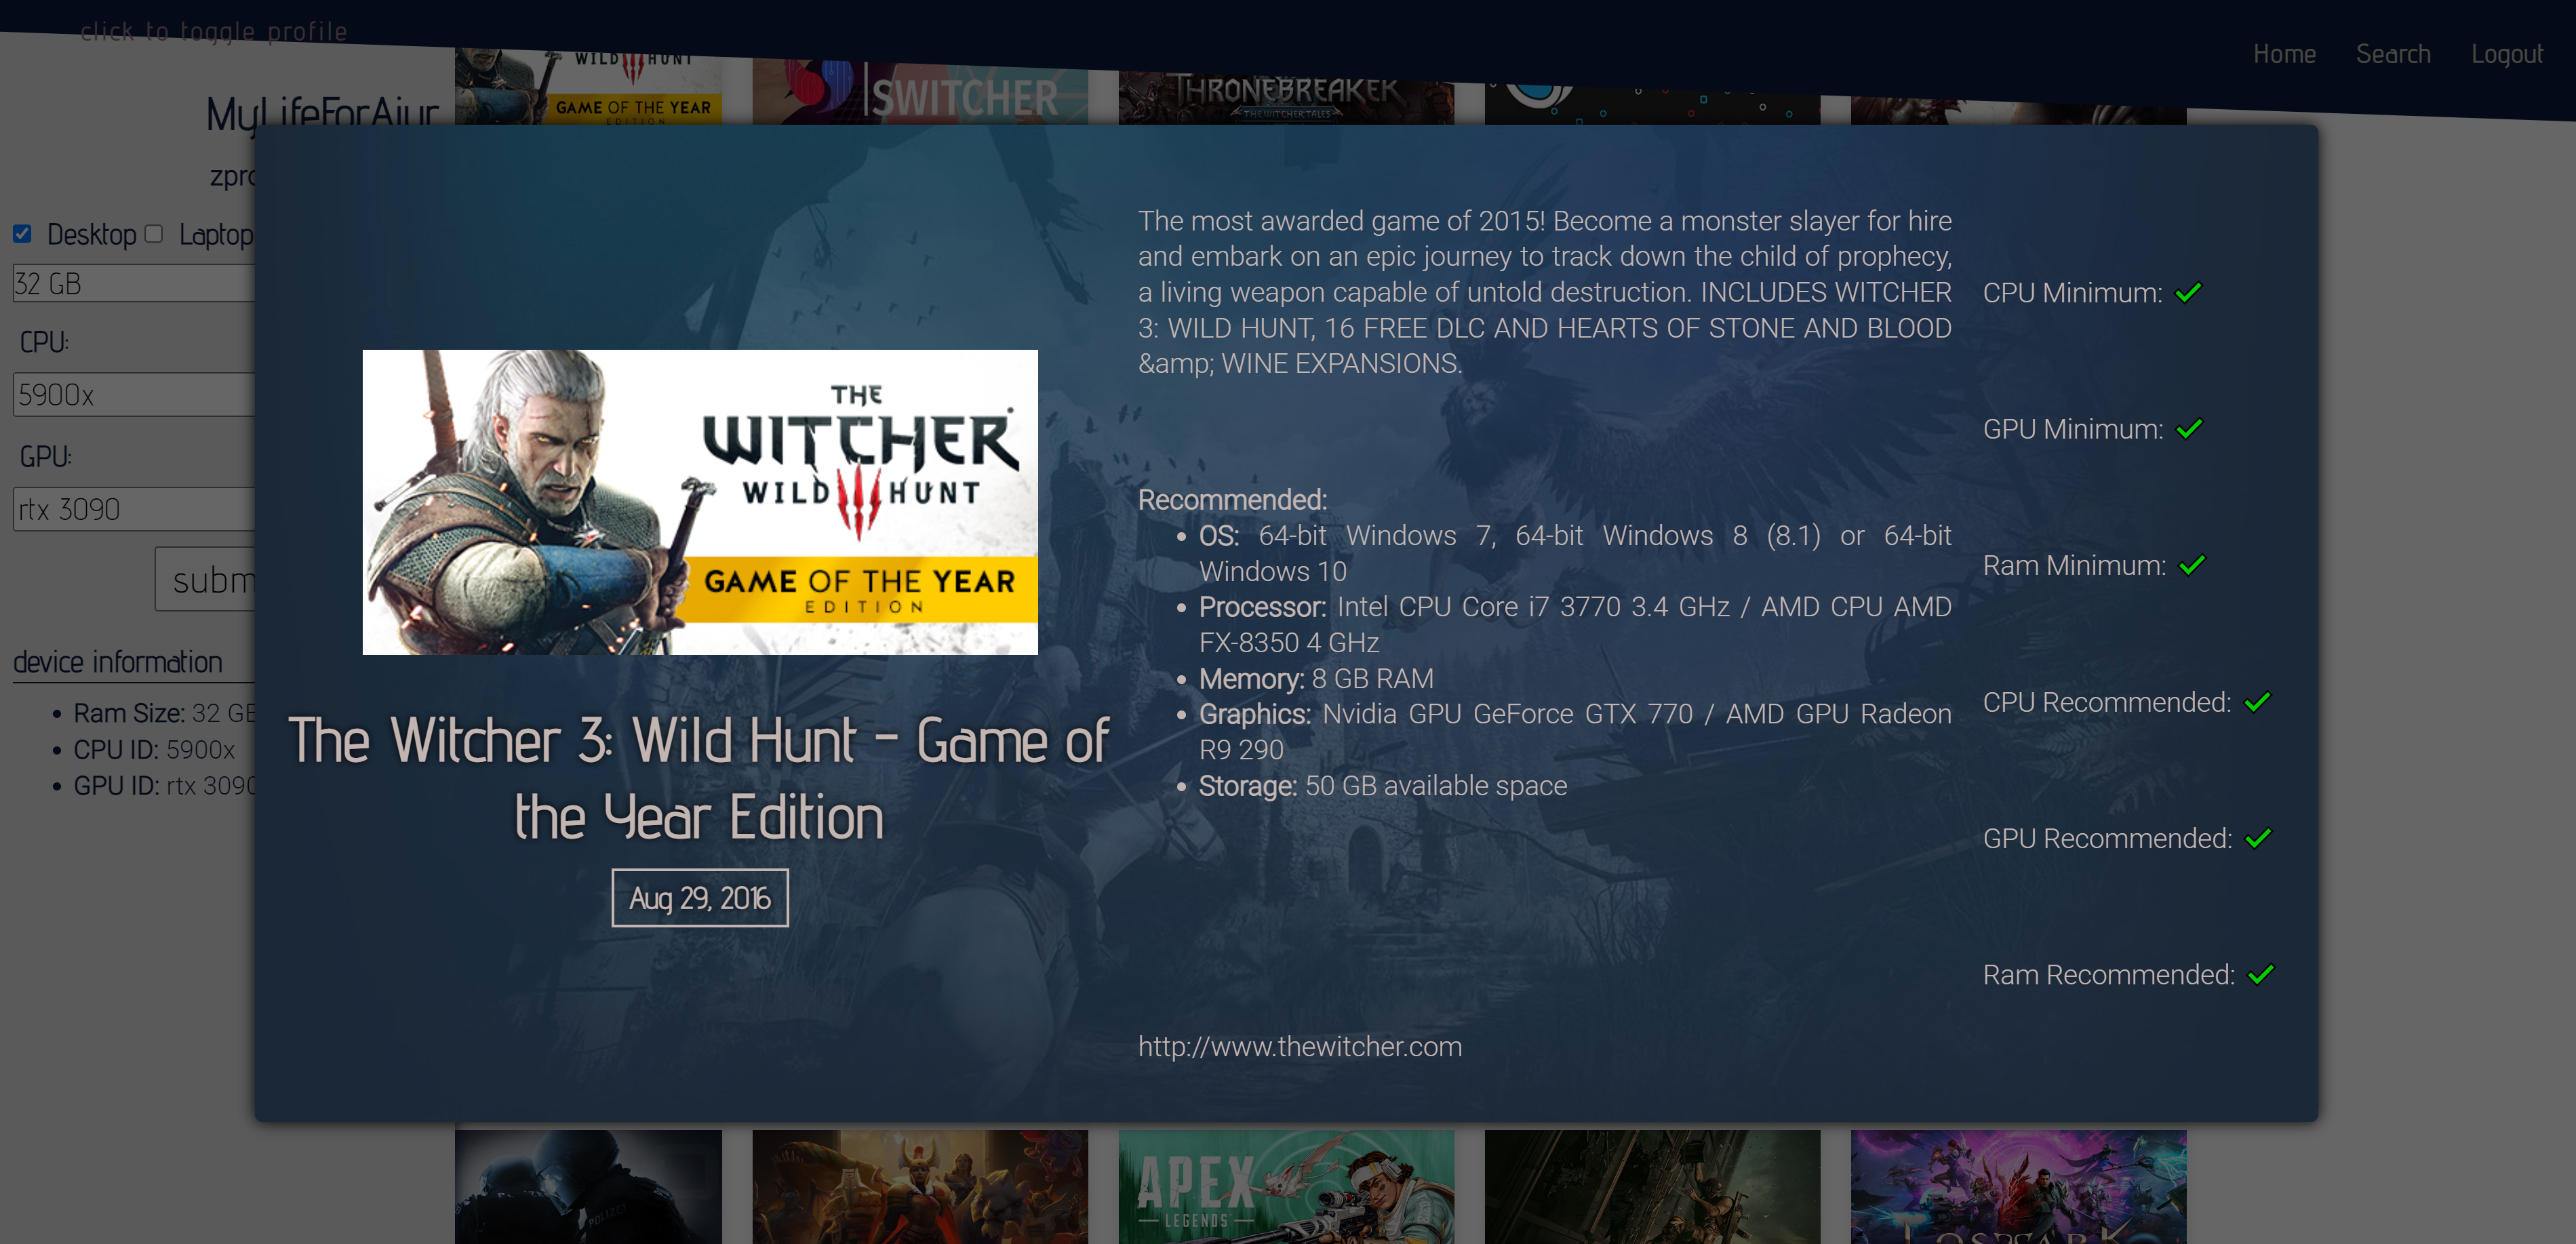 click to toggle profile
Home Search Logout
WILD HUNT
GAME OF THE YEAR
EDITION
SWITCHER
THRONEBREAKER
THE WITCHER TALES
MyLifeForAiur
zpro
Desktop Laptop
32 GB
CPU:
5900x
GPU:
rtx 3090
subm
device information
Ram Size: 32 GB
CPU ID: 5900x
GPU ID: rtx 3090
THE
WITCHER
WILD HUNT
GAME OF THE YEAR
EDITION
The Witcher 3: Wild Hunt - Game of
the Year Edition
Aug 29, 2016
The most awarded game of 2015! Become a monster slayer for hire
and embark on an epic journey to track down the child of prophecy,
a living weapon capable of untold destruction. INCLUDES WITCHER
3: WILD HUNT, 16 FREE DLC AND HEARTS OF STONE AND BLOOD
&amp; WINE EXPANSIONS.
Recommended:
• OS: 64-bit Windows 7, 64-bit Windows 8 (8.1) or 64-bit
Windows 10
• Processor: Intel CPU Core i7 3770 3.4 GHz / AMD CPU AMD
FX-8350 4 GHz
• Memory: 8 GB RAM
• Graphics: Nvidia GPU GeForce GTX 770 / AMD GPU Radeon
R9 290
• Storage: 50 GB available space
http://www.thewitcher.com
CPU Minimum:
GPU Minimum:
Ram Minimum:
CPU Recommended:
GPU Recommended:
Ram Recommended:
POLIZEI
APEX
LEGENDS
LOST ARK